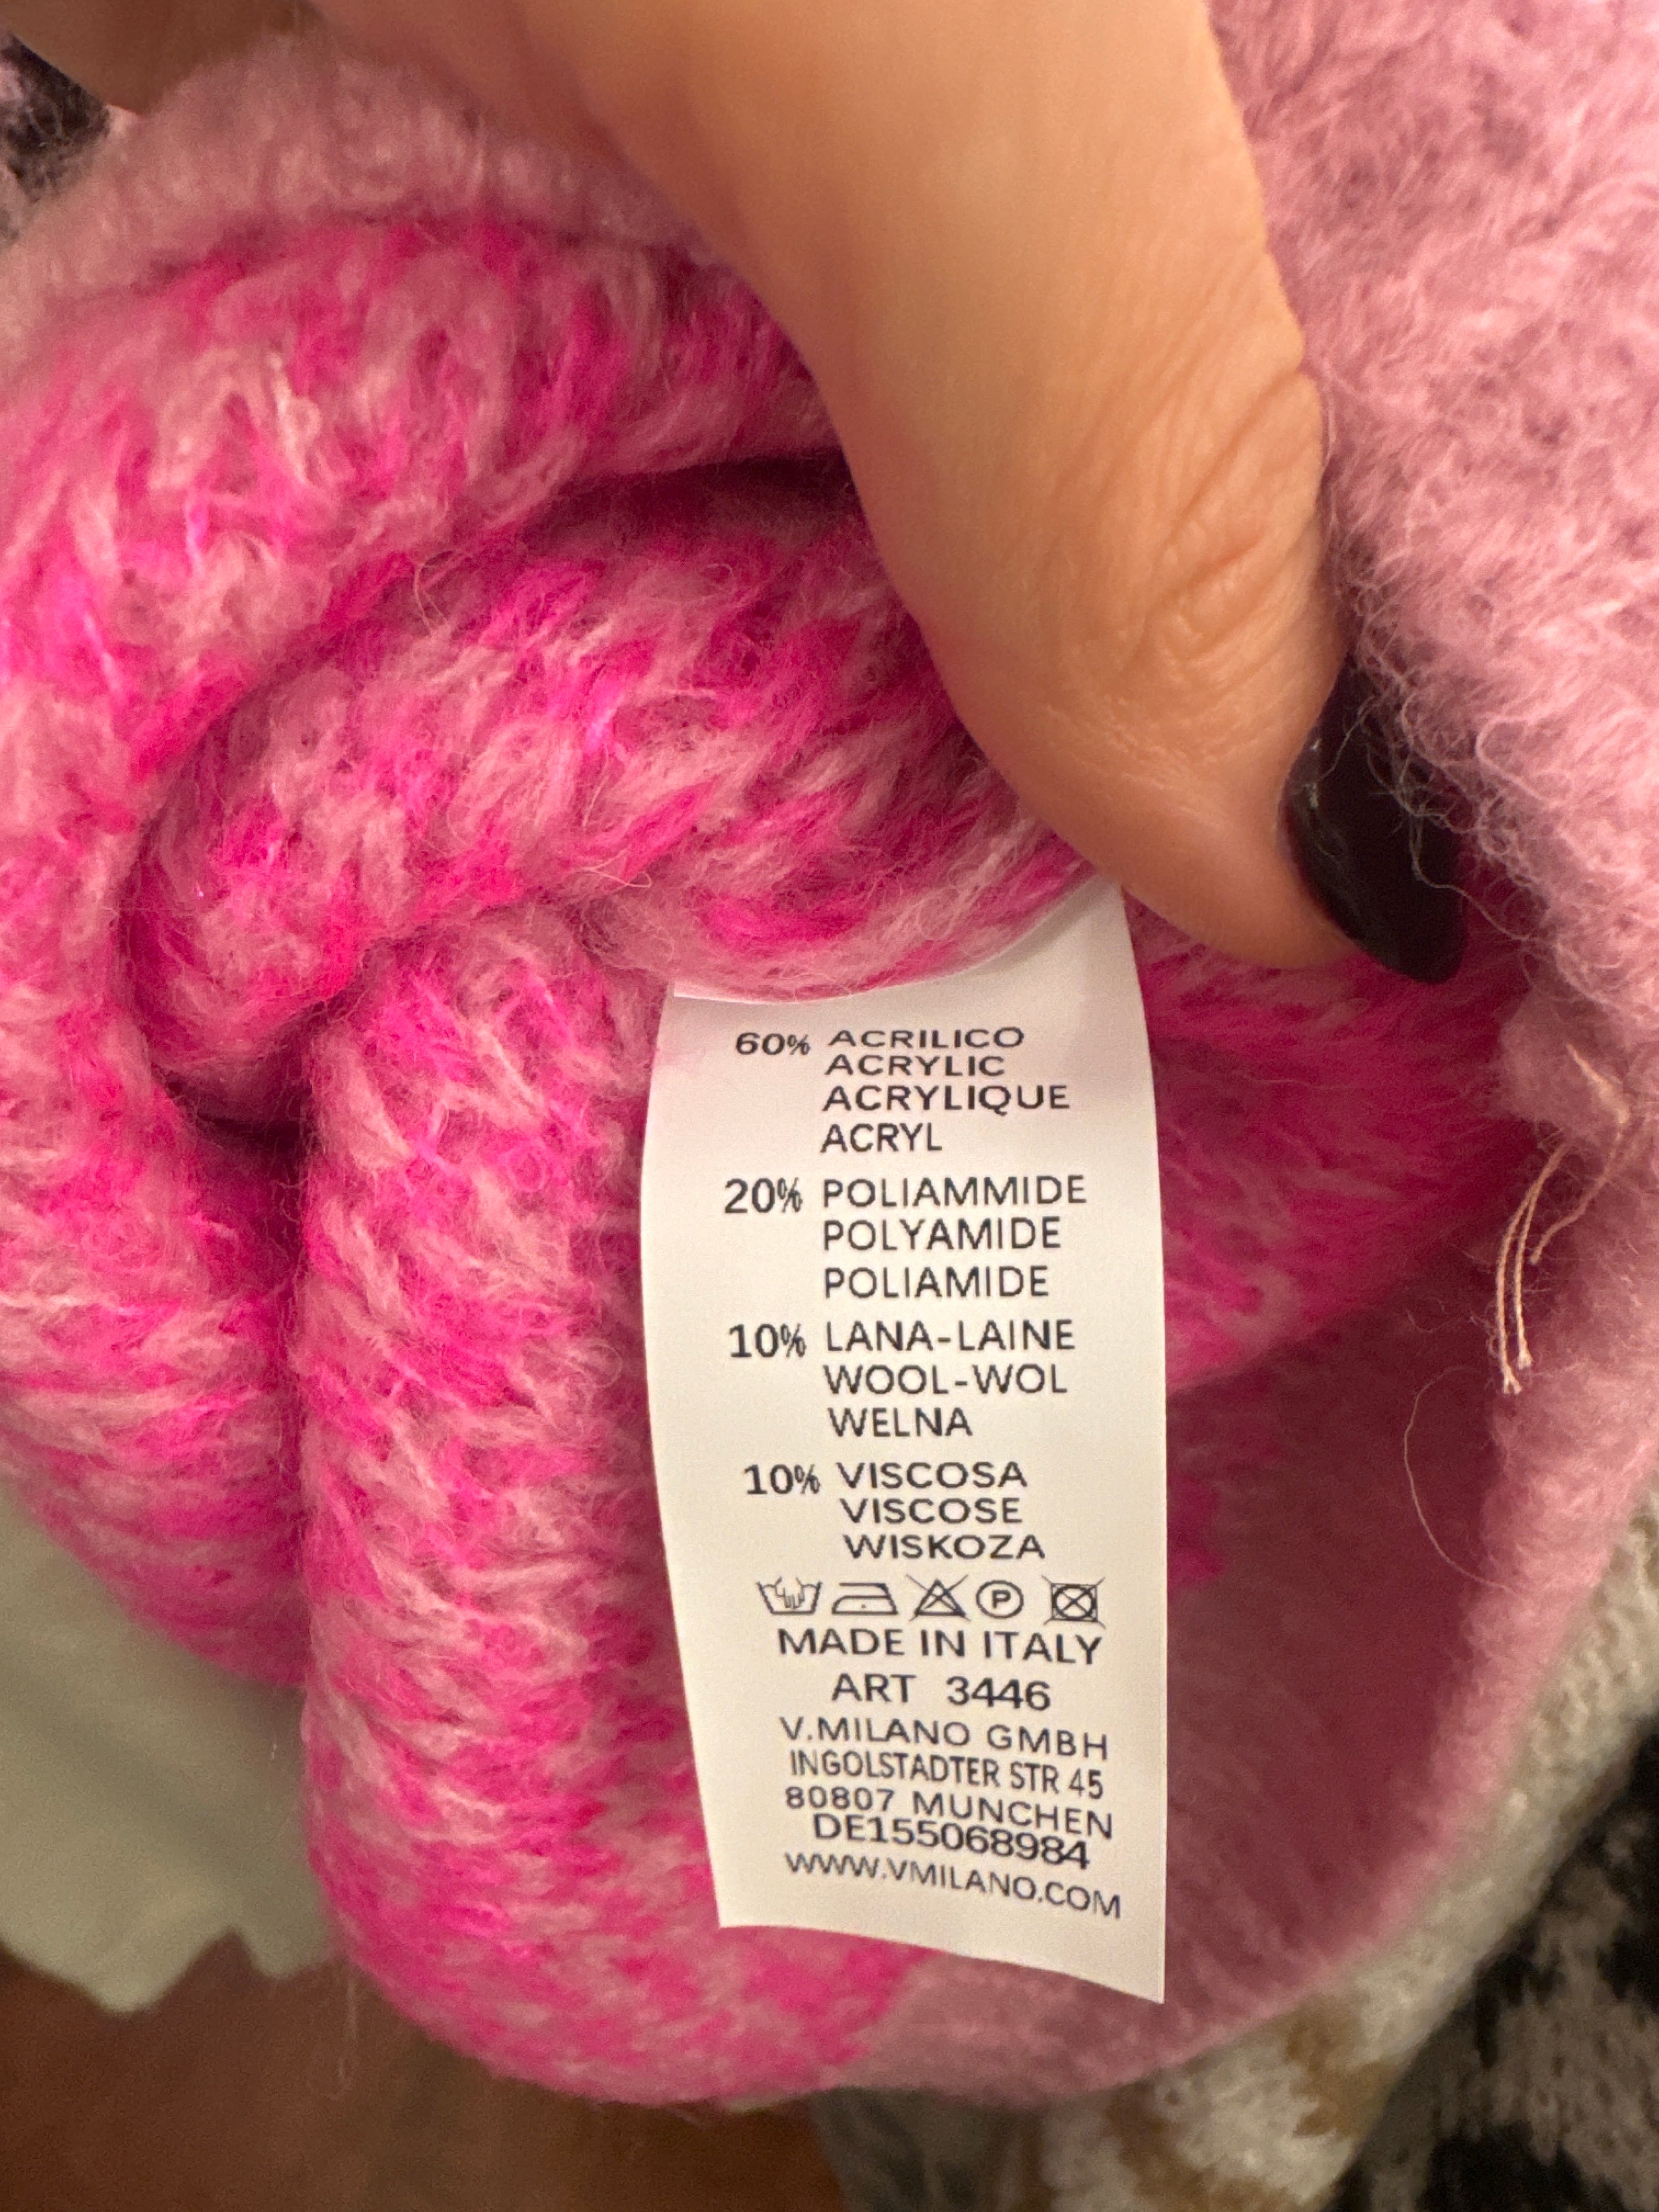 60% ACRILICO
ACRYLIC
ACRYLIQUE
ACRYL
20% POLIAMMIDE
POLYAMIDE
POLIAMIDE
10% LANA-LAINE
WOOL-WOL
WELNA
10% VISCOSA
VISCOSE
WISKOZA
P
MADE IN ITALY
ART 3446
V.MILANO GMBH
INGOLSTADTER STR 45
80807 MUNCHEN
DE155068984
WWW.VMILANO.COM